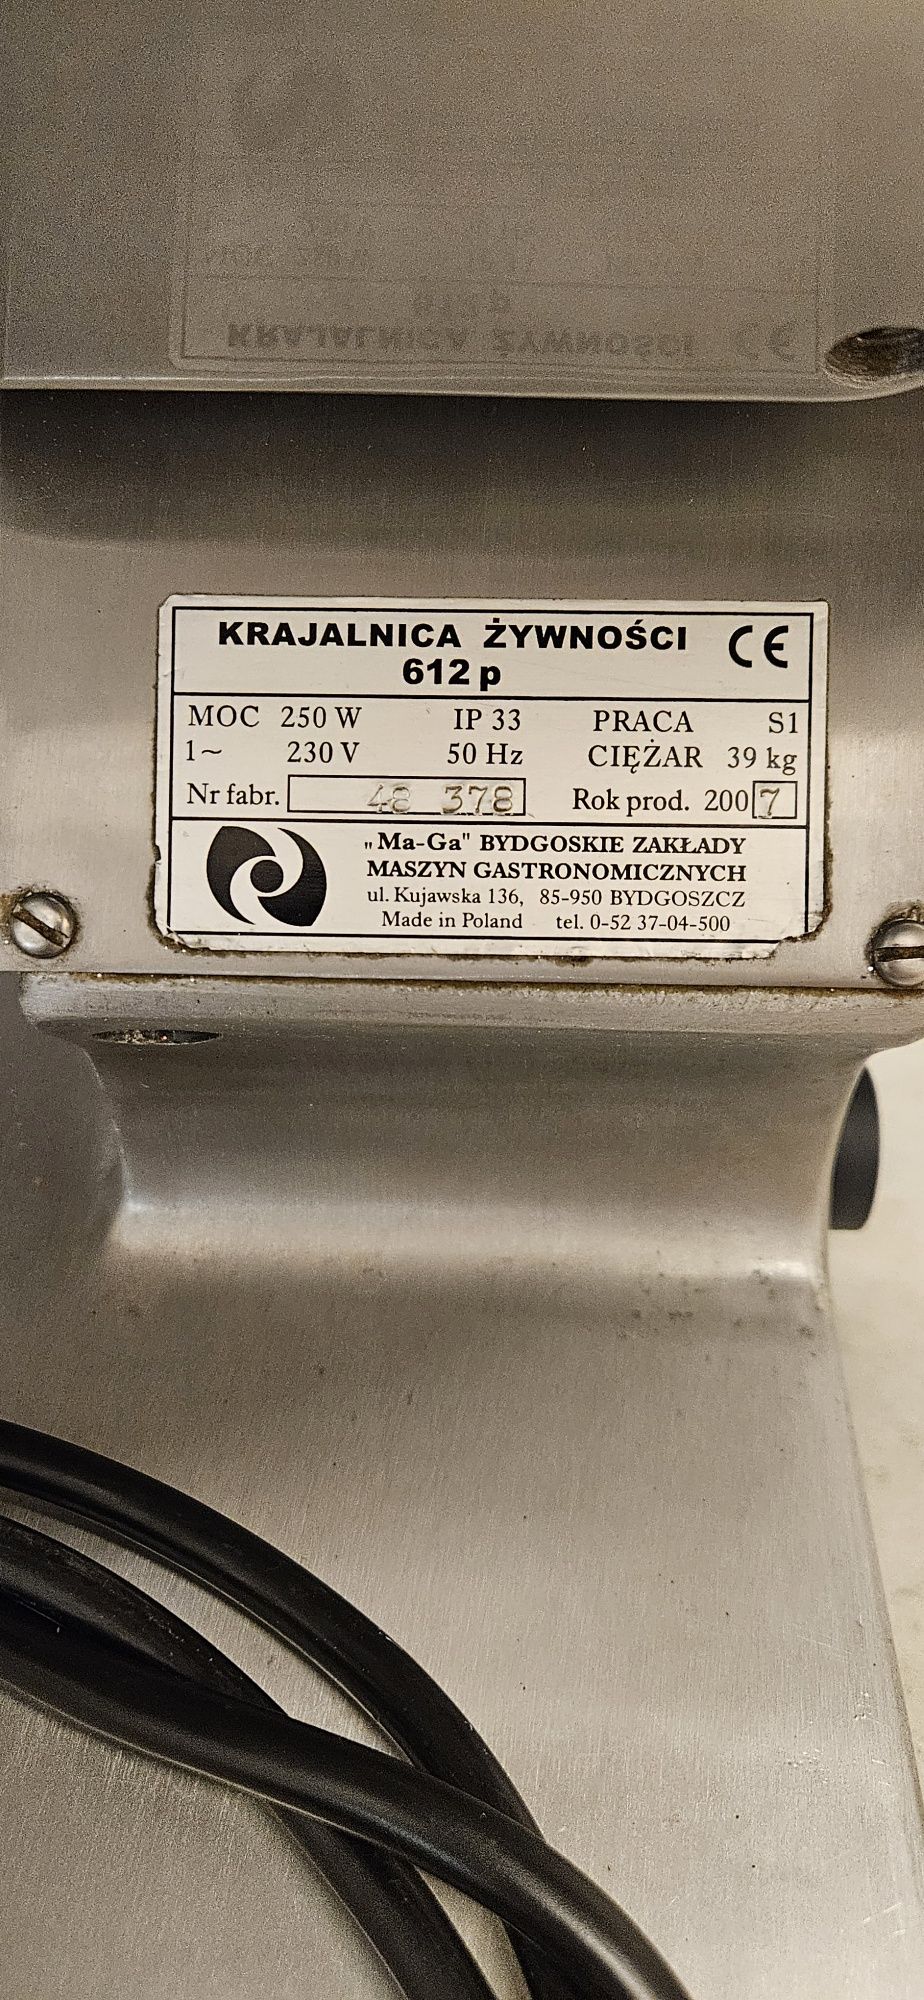 KRAJALNICA ŻYWNOŚCI CE
612 p
MOC 250 W IP 33 PRACA S1
1~ 230 V 50 Hz CIĘŻAR 39 kg
Nr fabr. 48 378 Rok prod. 2007
„Ma-Ga" BYDGOSKIE ZAKŁADY
MASZYN GASTRONOMICZNYCH
ul. Kujawska 136, 85-950 BYDGOSZCZ
Made in Poland tel. 0-52 37-04-500